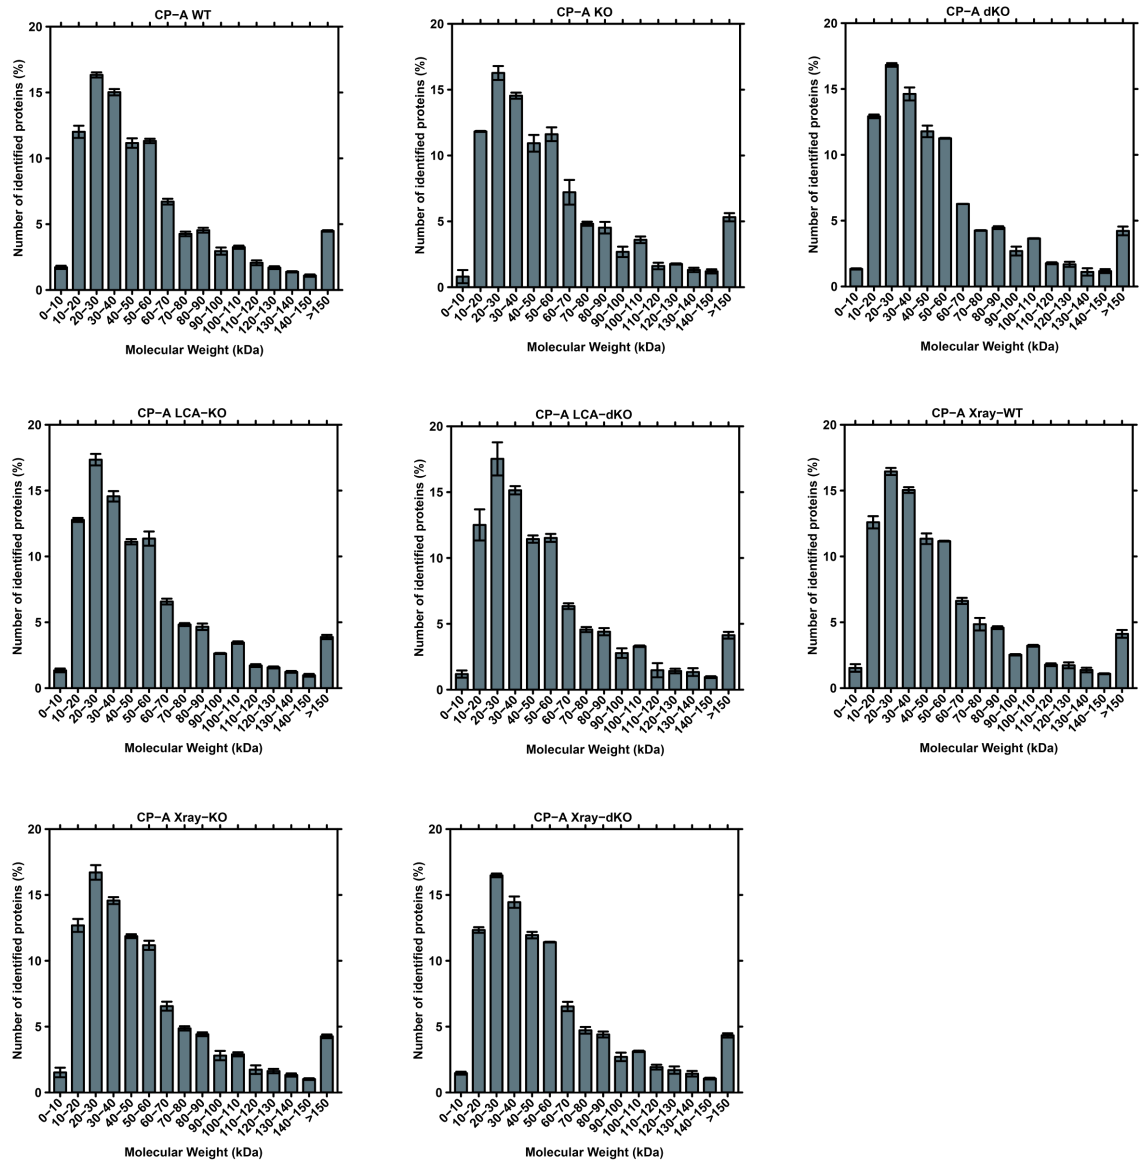 CP−A WT
Number of identified proteins (%)
20
15
10
5
0
0−10 10−20 20−30 30−40 40−50 50−60 60−70 70−80 80−90 90−100 100−110 110−120 120−130 130−140 140−150 >150
Molecular Weight (kDa)
CP−A KO
Number of identified proteins (%)
20
15
10
5
0
0−10 10−20 20−30 30−40 40−50 50−60 60−70 70−80 80−90 90−100 100−110 110−120 120−130 130−140 140−150 >150
Molecular Weight (kDa)
CP−A dKO
Number of identified proteins (%)
20
15
10
5
0
0−10 10−20 20−30 30−40 40−50 50−60 60−70 70−80 80−90 90−100 100−110 110−120 120−130 130−140 140−150 >150
Molecular Weight (kDa)
CP−A LCA−KO
Number of identified proteins (%)
20
15
10
5
0
0−10 10−20 20−30 30−40 40−50 50−60 60−70 70−80 80−90 90−100 100−110 110−120 120−130 130−140 140−150 >150
Molecular Weight (kDa)
CP−A LCA−dKO
Number of identified proteins (%)
20
15
10
5
0
0−10 10−20 20−30 30−40 40−50 50−60 60−70 70−80 80−90 90−100 100−110 110−120 120−130 130−140 140−150 >150
Molecular Weight (kDa)
CP−A Xray−WT
Number of identified proteins (%)
20
15
10
5
0
0−10 10−20 20−30 30−40 40−50 50−60 60−70 70−80 80−90 90−100 100−110 110−120 120−130 130−140 140−150 >150
Molecular Weight (kDa)
CP−A Xray−KO
Number of identified proteins (%)
20
15
10
5
0
0−10 10−20 20−30 30−40 40−50 50−60 60−70 70−80 80−90 90−100 100−110 110−120 120−130 130−140 140−150 >150
Molecular Weight (kDa)
CP−A Xray−dKO
Number of identified proteins (%)
20
15
10
5
0
0−10 10−20 20−30 30−40 40−50 50−60 60−70 70−80 80−90 90−100 100−110 110−120 120−130 130−140 140−150 >150
Molecular Weight (kDa)